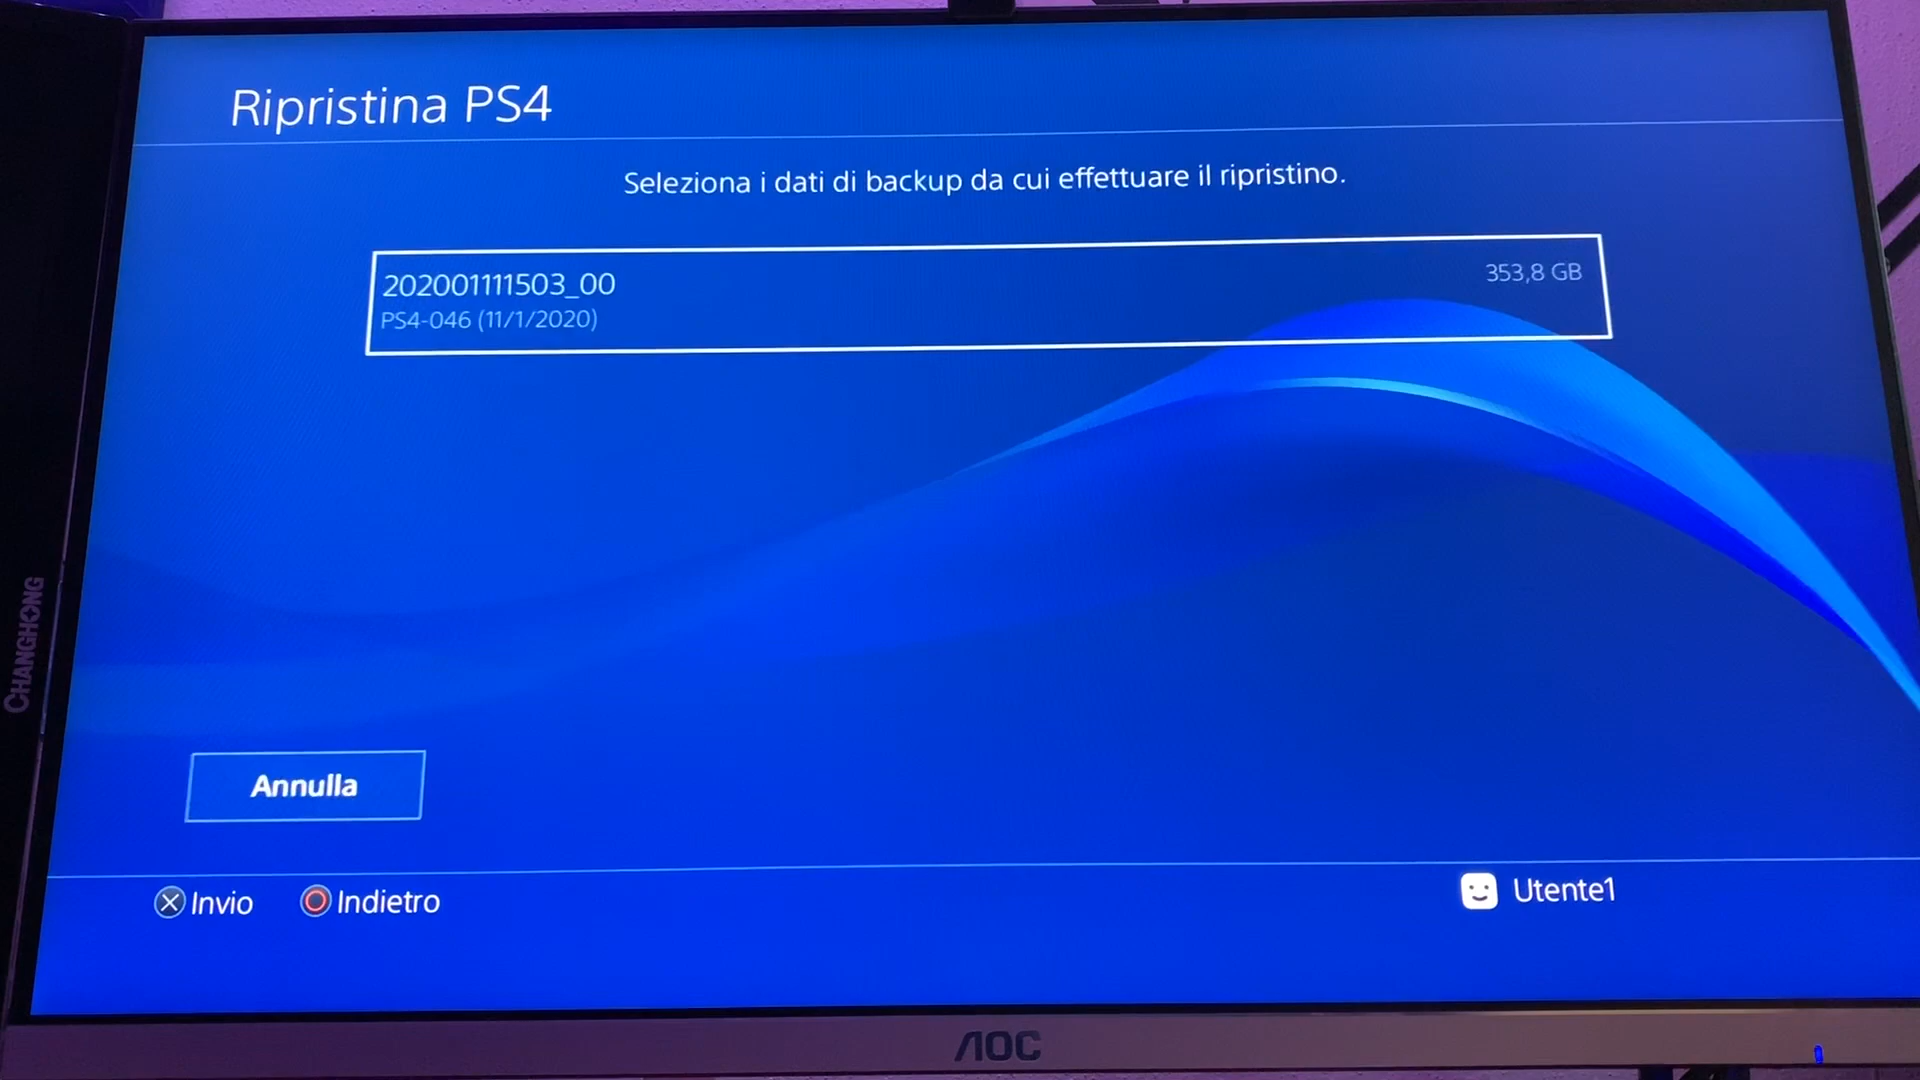 Ripristina PS4
Seleziona i dati di backup da cui effettuare il ripristino.
202001111503_00
353,8 GB
PS4-046 (11/1/2020)
CHANGHONG
Annulla
Invio
Indietro
Utente1
AOC